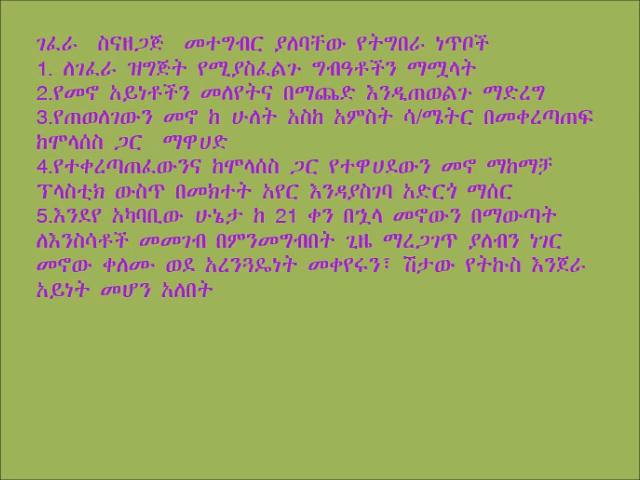 ገፈራ ስናዘጋጅ መተግብር ያለባቸው የትግበራ ነጥቦች
1. ለገፈራ ዝግጅት የሚያስፈልጉ ግብዓቶችን ማሟላት
2.የመኖ አይነቶችን መለየትና በማጨድ እንዲጠወልጉ ማድረግ
3.የጠወለገውን መኖ ከ ሁለት አስከ አምስት ሳ/ሜትር በመቀረጣጠፍ
ከሞላሰስ ጋር ማዋሀድ
4.የተቀረጣጠፈውንና ከሞላሰስ ጋር የተዋሀደውን መኖ ማከማቻ
ፕላስቲክ ውስጥ በመክተት አየር እንዳያስገባ አድርጎ ማሰር
5.እንደየ አካባቢው ሁኔታ ከ 21 ቀን በኋላ መኖውን በማውጣት
ለእንስሳቶች መመገብ በምንመግብበት ጊዜ ማረጋገጥ ያለብን ነገር
መኖው ቀለሙ ወደ አረንጓዴነት መቀየሩን፣ ሽታው የትኩስ እንጀራ
አይነት መሆን አለበት